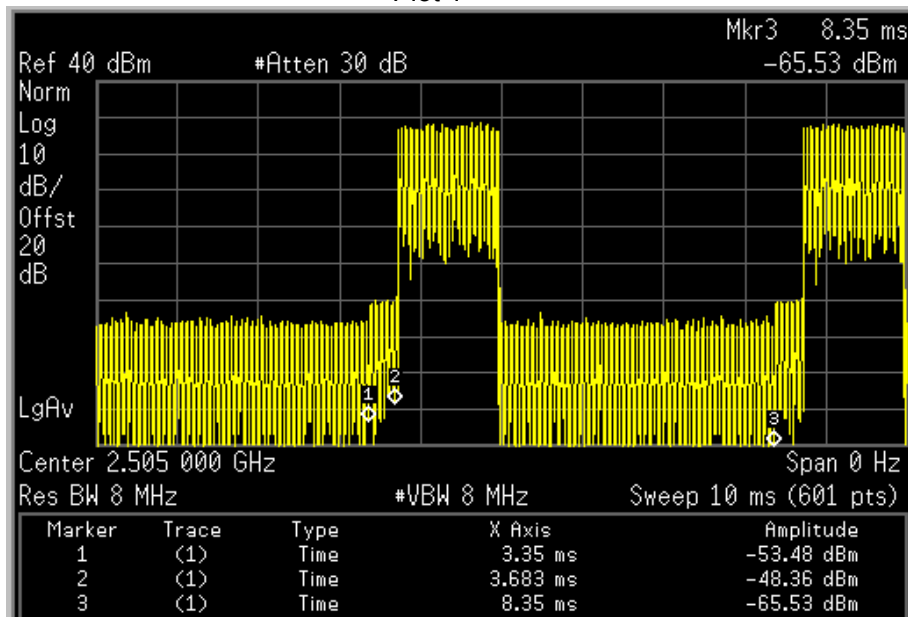 Mkr3 8.35 ms
Ref 40 dBm #Atten 30 dB -65.53 dBm
Norm
Log
10
dB/
Offst
20
dB
1
2
3
LgAv
Center 2.505 000 GHz Span 0 Hz
Res BW 8 MHz #VBW 8 MHz Sweep 10 ms (601 pts)
Marker Trace Type X Axis Amplitude
1 (1) Time 3.35 ms -53.48 dBm
2 (1) Time 3.683 ms -48.36 dBm
3 (1) Time 8.35 ms -65.53 dBm